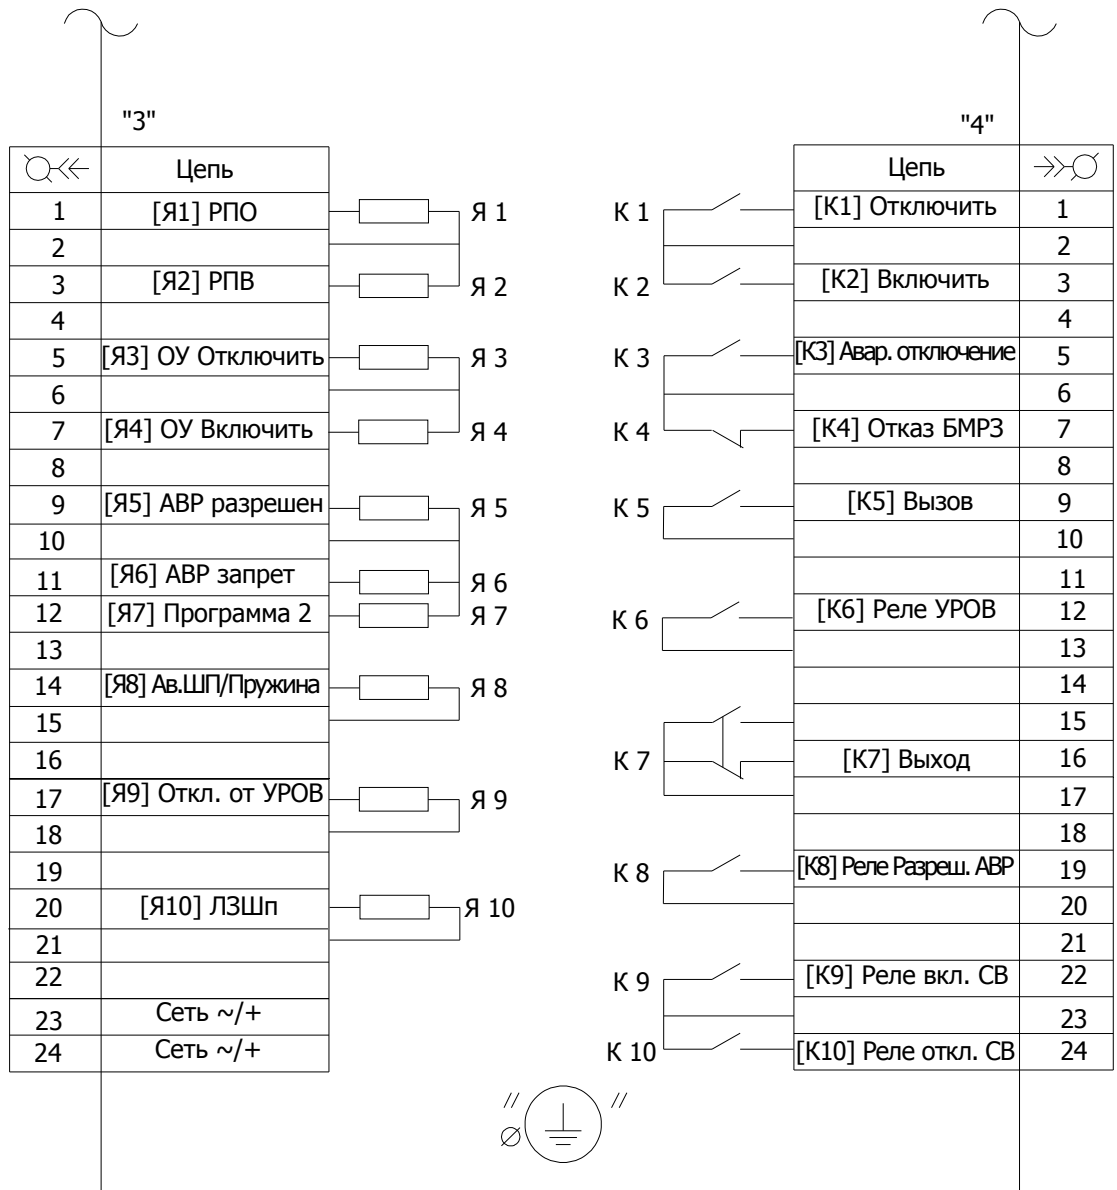 "3"
Цепь
1 [Я1] РПО Я 1
2
3 [Я2] РПВ Я 2
4
5 [Я3] ОУ Отключить Я 3
6
7 [Я4] ОУ Включить Я 4
8
9 [Я5] АВР разрешен Я 5
10
11 [Я6] АВР запрет Я 6
12 [Я7] Программа 2 Я 7
13
14 [Я8] Ав.ШП/Пружина Я 8
15
16
17 [Я9] Откл. от УРОВ Я 9
18
19
20 [Я10] ЛЗШп Я 10
21
22
23 Сеть ~/+
24 Сеть ~/+
"4"
Цепь
К 1 [К1] Отключить 1
2
К 2 [К2] Включить 3
4
К 3 [К3] Авар. отключение 5
6
К 4 [К4] Отказ БМРЗ 7
8
К 5 [К5] Вызов 9
10
11
К 6 [К6] Реле УРОВ 12
13
14
15
К 7 [К7] Выход 16
17
18
К 8 [К8] Реле Разреш. АВР 19
20
21
К 9 [К9] Реле вкл. СВ 22
23
К 10 [К10] Реле откл. СВ 24